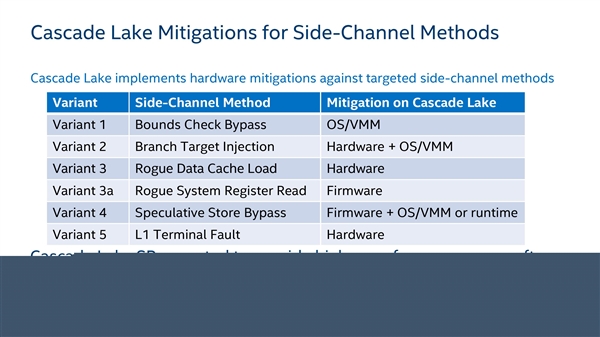 Cascade Lake Mitigations for Side-Channel Methods
Cascade Lake implements hardware mitigations against targeted side-channel methods
Variant Side-Channel Method Mitigation on Cascade Lake
Variant 1 Bounds Check Bypass OS/VMM
Variant 2 Branch Target Injection Hardware + OS/VMM
Variant 3 Rogue Data Cache Load Hardware
Variant 3a Rogue System Register Read Firmware
Variant 4 Speculative Store Bypass Firmware + OS/VMM or runtime
Variant 5 L1 Terminal Fault Hardware
Cascade Lake